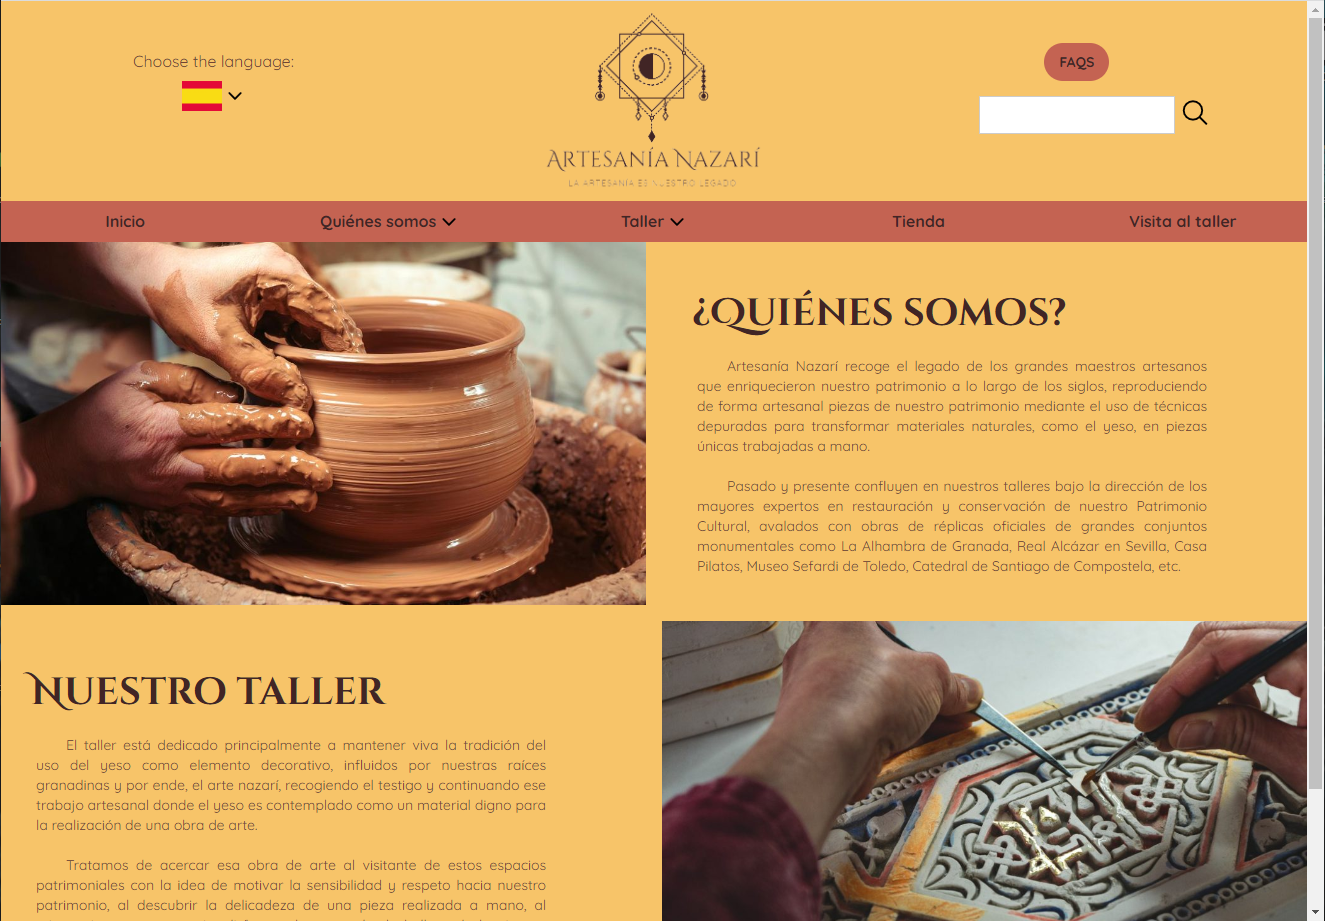 Choose the language:
ARTESANÍA NAZARÍ
LA ARTESANÍA ES NUESTRO LEGADO
FAQS
Inicio
Quiénes somos
Taller
Tienda
Visita al taller
¿QUIÉNES SOMOS?
Artesanía Nazarí recoge el legado de los grandes maestros artesanos
que enriquecieron nuestro patrimonio a lo largo de los siglos, reproduciendo
de forma artesanal piezas de nuestro patrimonio mediante el uso de técnicas
depuradas para transformar materiales naturales, como el yeso, en piezas
únicas trabajadas a mano.
Pasado y presente confluyen en nuestros talleres bajo la dirección de los
mayores expertos en restauración y conservación de nuestro Patrimonio
Cultural, avalados con obras de réplicas oficiales de grandes conjuntos
monumentales como La Alhambra de Granada, Real Alcázar en Sevilla, Casa
Pilatos, Museo Sefardi de Toledo, Catedral de Santiago de Compostela, etc.
NUESTRO TALLER
El taller está dedicado principalmente a mantener viva la tradición del
uso del yeso como elemento decorativo, influidos por nuestras raíces
granadinas y por ende, el arte nazarí, recogiendo el testigo y continuando ese
trabajo artesanal donde el yeso es contemplado como un material digno para
la realización de una obra de arte.
Tratamos de acercar esa obra de arte al visitante de estos espacios
patrimoniales con la idea de motivar la sensibilidad y respeto hacia nuestro
patrimonio, al descubrir la delicadeza de una pieza realizada a mano, al